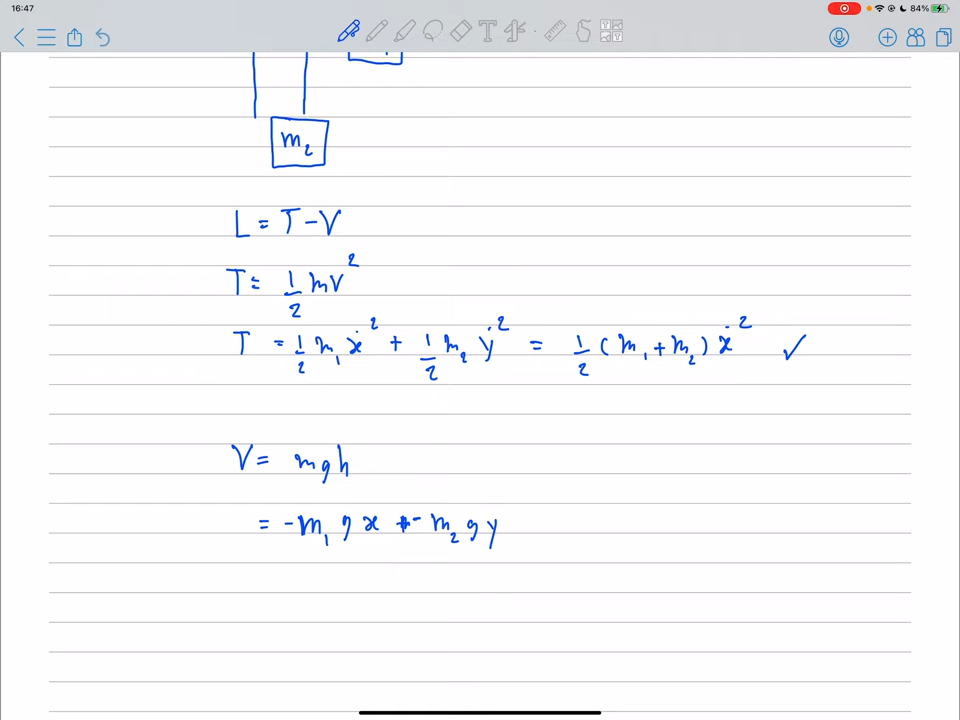 16:47
84%
m₂
L = T - V
T = 1/2 mv²
T = 1/2 m₁ ẋ² + 1/2 m₂ ẏ² = 1/2 (m₁ + m₂) ẋ² ✓
V = mgh
= -m₁ g x + - m₂ g y